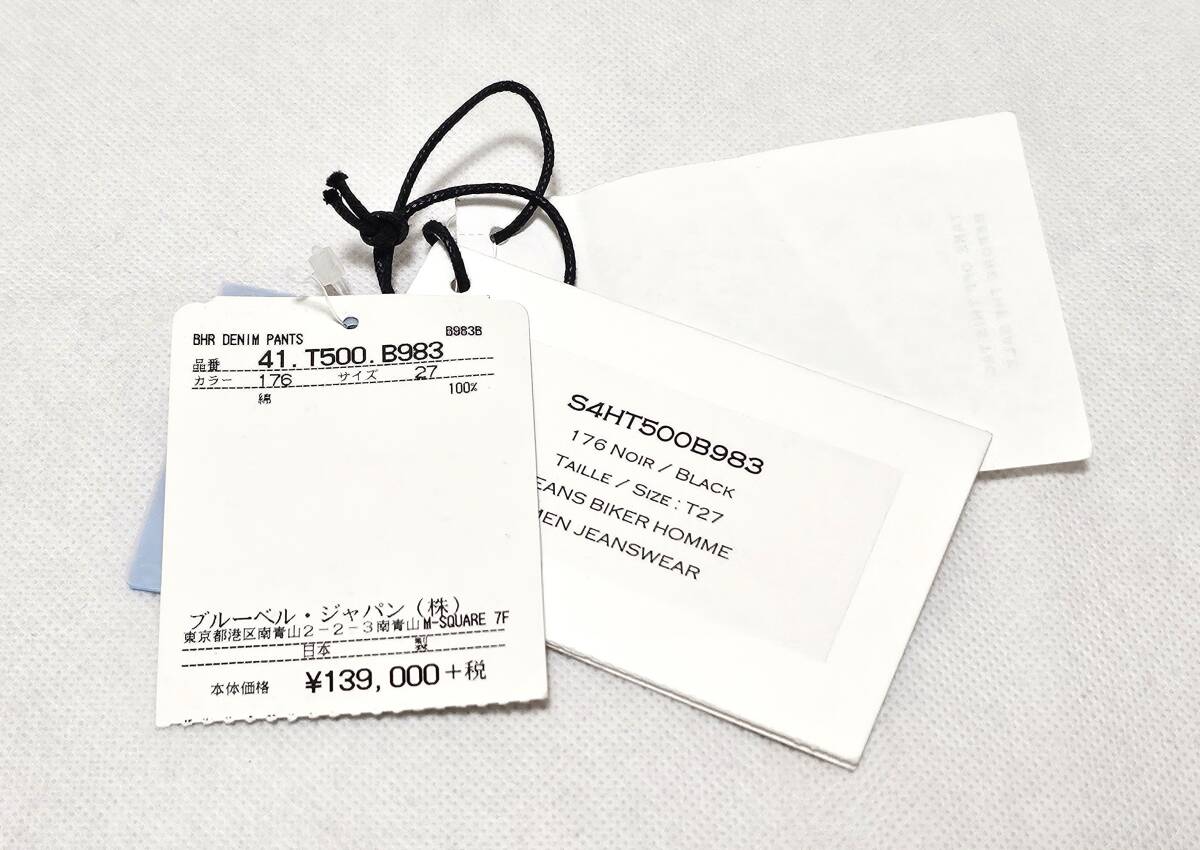 BHR DENIM PANTS B983B
品番 41. T500. B983
カラー 176 サイズ 27
綿 100%
ブルーベル・ジャパン(株)
東京都港区南青山2-2-3南青山M-SQUARE 7F
日本 製
本体価格 ¥139,000+税
S4HT500B983
176 NOIR / BLACK
TAILLE / SIZE : T27
EANS BIKER HOMME
MEN JEANSWEAR